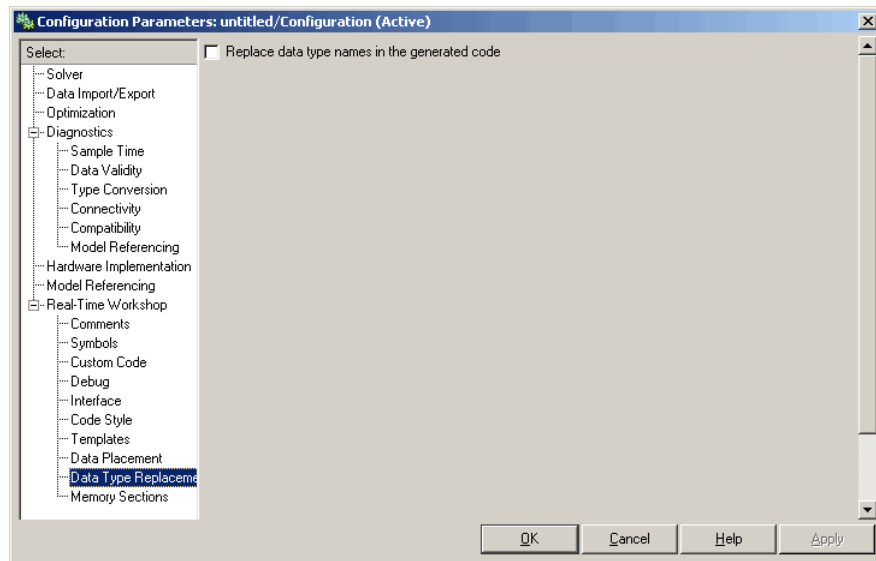 Configuration Parameters: untitled/Configuration (Active)
Select:
Replace data type names in the generated code
Solver
Data Import/Export
Optimization
Diagnostics
Sample Time
Data Validity
Type Conversion
Connectivity
Compatibility
Model Referencing
Hardware Implementation
Model Referencing
Real-Time Workshop
Comments
Symbols
Custom Code
Debug
Interface
Code Style
Templates
Data Placement
Data Type Replaceme
Memory Sections
OK Cancel Help Apply